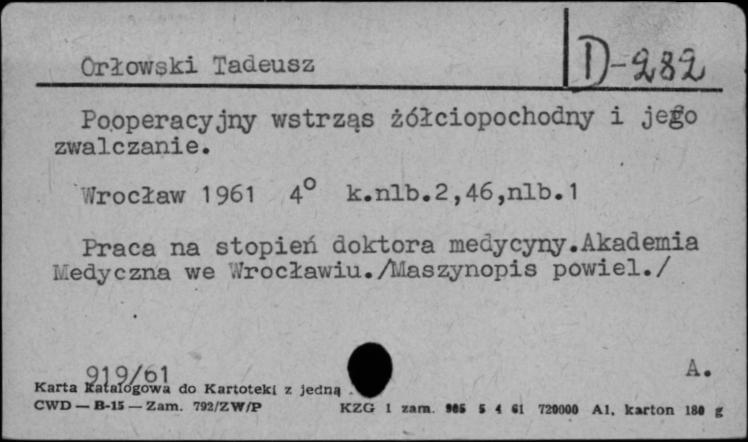 Orłowski Tadeusz
D-282
Pooperacyjny wstrząs żółciopochodny i jego
zwalczanie.
Wrocław 1961 4° k.nlb.2,46,nlb.1
Praca na stopień doktora medycyny.Akademia
Medyczna we Wrocławiu./Maszynopis powiel./
919/61
A.
Karta katalogowa do Kartoteki z jedną
CWD — B-15 — Zam. 792/ZW/P KZG 1 zam. 905 5 4 61 720000 A1, karton 180 g